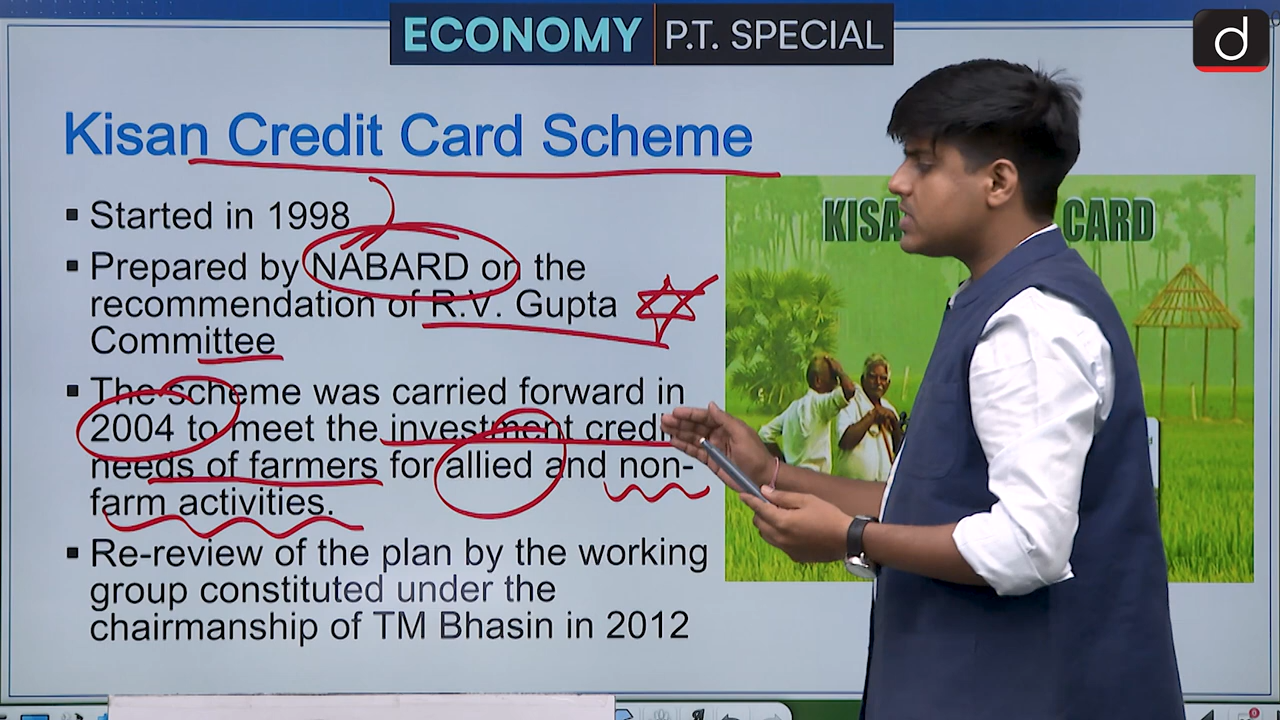 ECONOMY P.T. SPECIAL
d
Kisan Credit Card Scheme
▪ Started in 1998
▪ Prepared by NABARD on the
recommendation of R.V. Gupta
Committee
▪ The scheme was carried forward in
2004 to meet the investment credit
needs of farmers for allied and non-
farm activities.
▪ Re-review of the plan by the working
group constituted under the
chairmanship of TM Bhasin in 2012
CARD